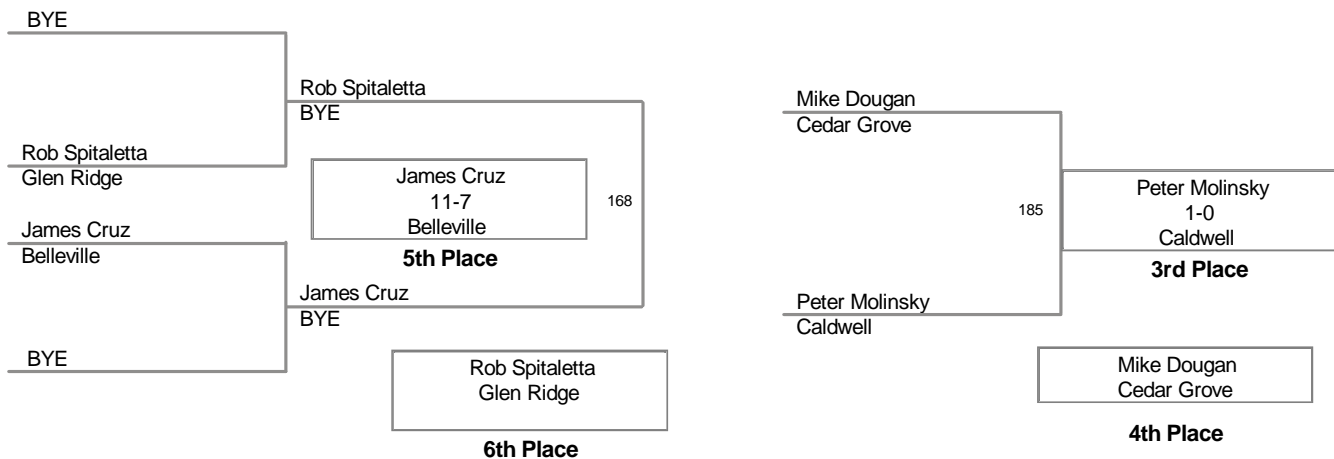 BYE
Rob Spitaletta
BYE
Rob Spitaletta
Glen Ridge
James Cruz
11-7
Belleville
168
5th Place
James Cruz
Belleville
James Cruz
BYE
BYE
Rob Spitaletta
Glen Ridge
6th Place
Mike Dougan
Cedar Grove
185
Peter Molinsky
1-0
Caldwell
3rd Place
Peter Molinsky
Caldwell
Mike Dougan
Cedar Grove
4th Place